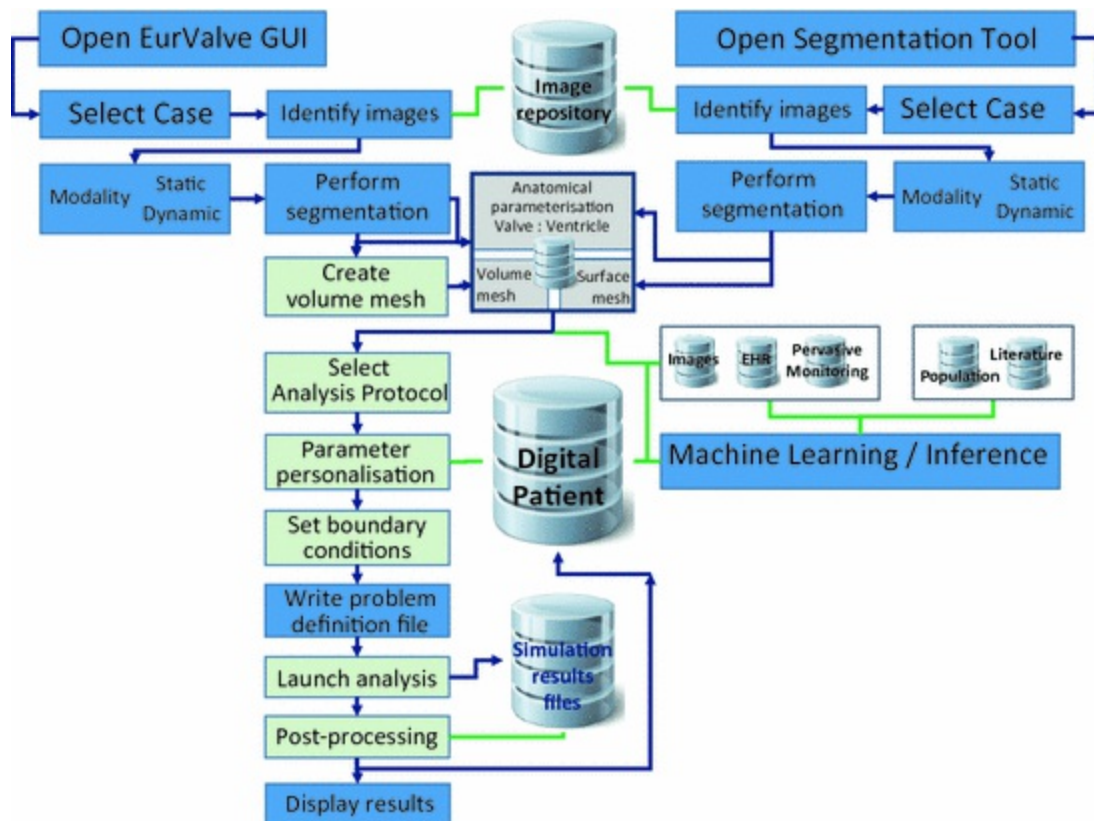 Open EurValve GUI
Open Segmentation Tool
Image
repository
Select Case
Identify images
Identify images
Select Case
Modality
Static
Dynamic
Perform
segmentation
Anatomical
parameterisation
Valve : Ventricle
Perform
segmentation
Modality
Static
Dynamic
Create
volume mesh
Volume
mesh
Surface
mesh
Select
Analysis Protocol
Images
EHR
Pervasive
Monitoring
Population
Literature
Parameter
personalisation
Digital
Patient
Machine Learning / Inference
Set boundary
conditions
Write problem
definition file
Launch analysis
Simulation
results
files
Post-processing
Display results